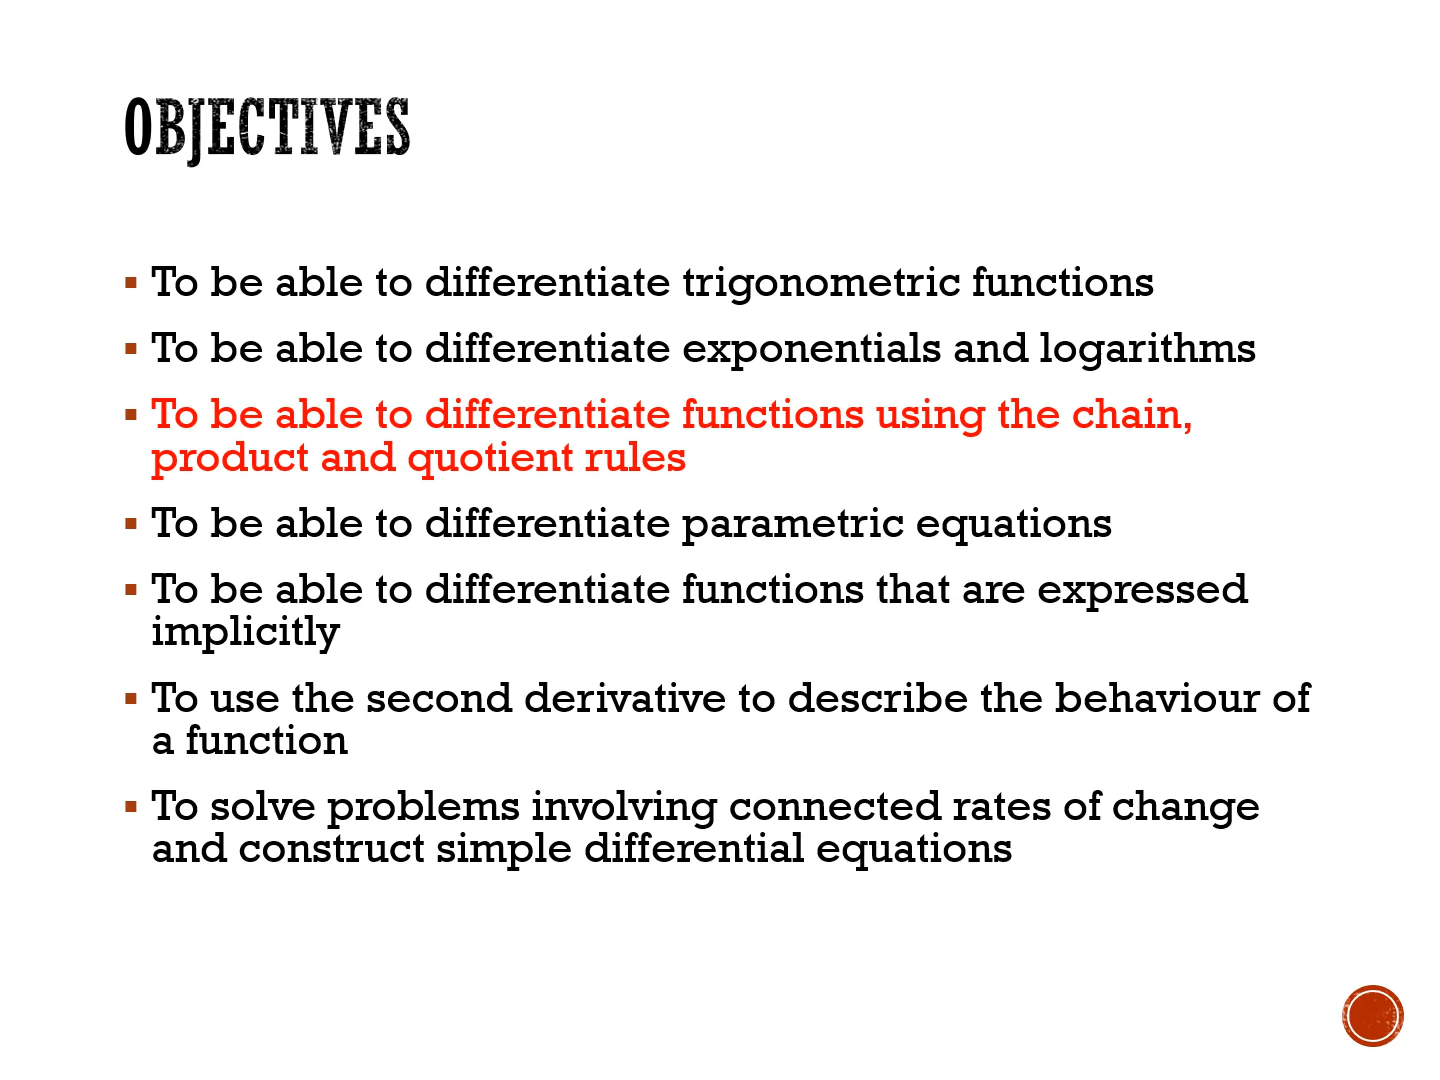 OBJECTIVES
▪ To be able to differentiate trigonometric functions
▪ To be able to differentiate exponentials and logarithms
▪ To be able to differentiate functions using the chain,
product and quotient rules
▪ To be able to differentiate parametric equations
▪ To be able to differentiate functions that are expressed
implicitly
▪ To use the second derivative to describe the behaviour of
a function
▪ To solve problems involving connected rates of change
and construct simple differential equations